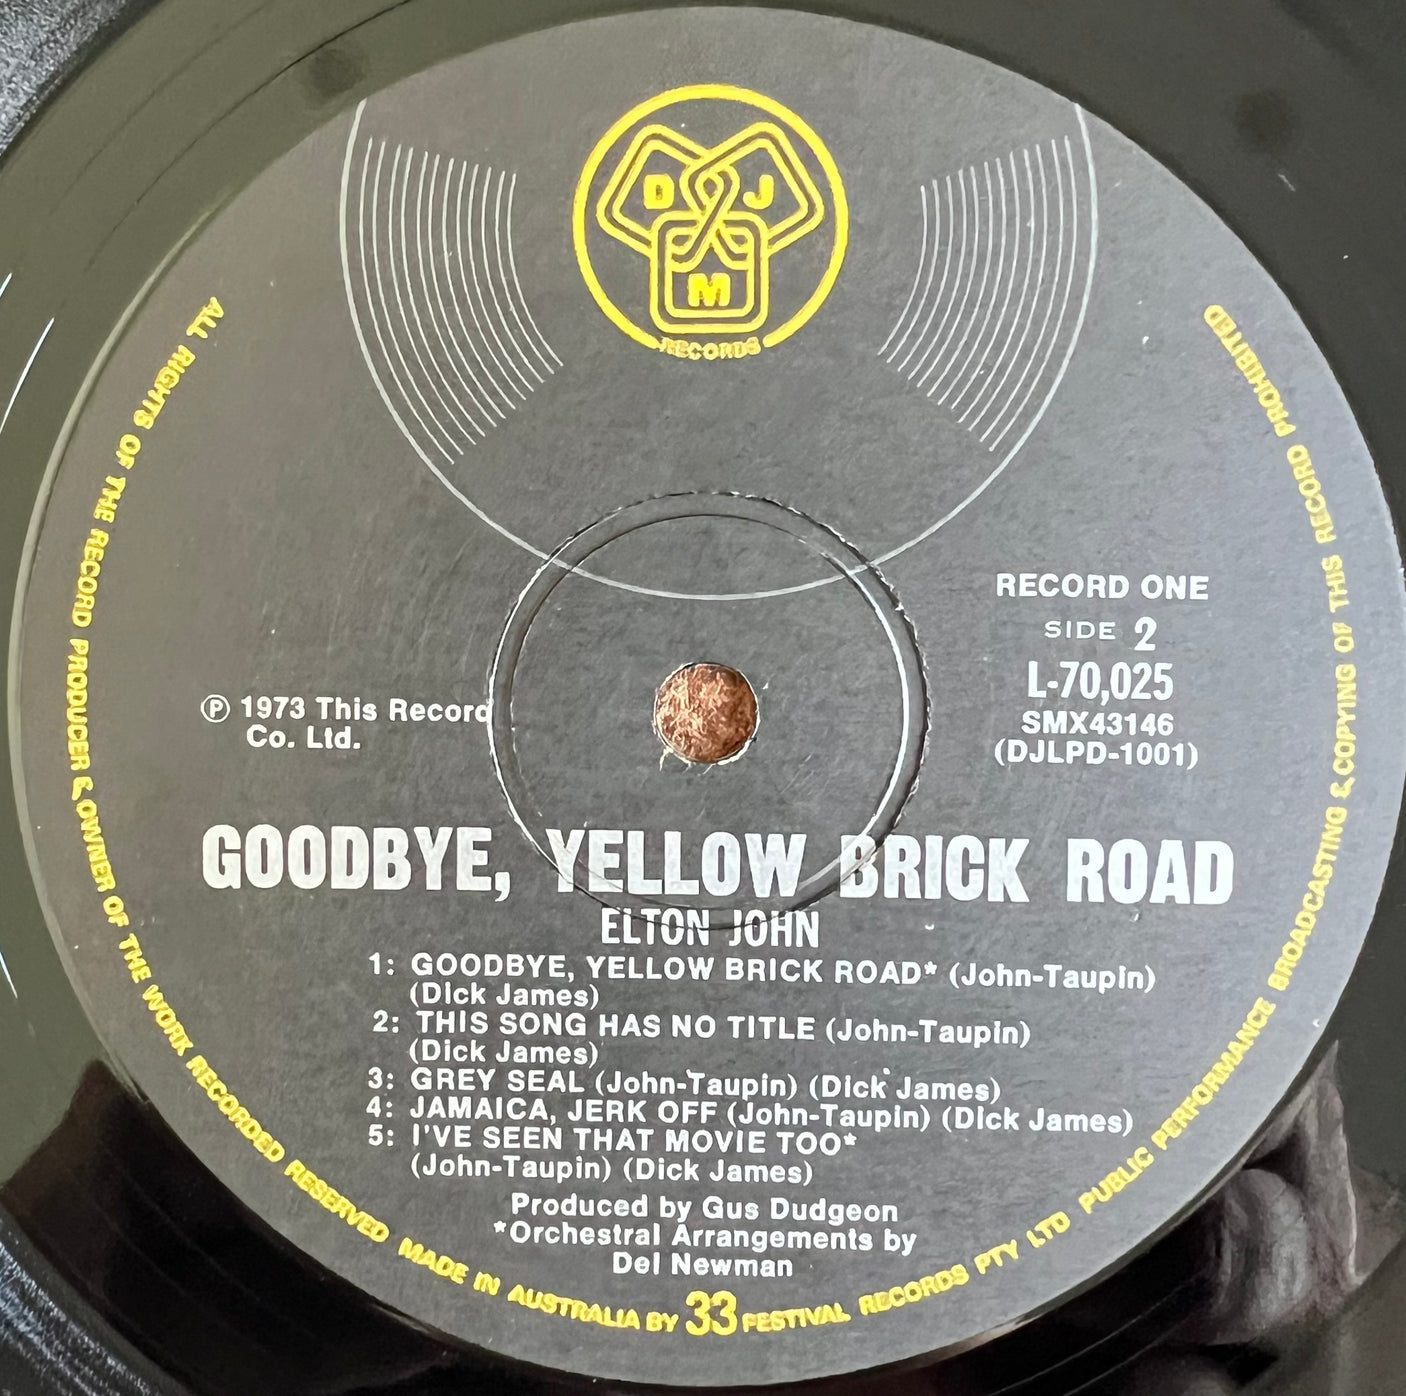 D J
M
RECORDS
RECORD ONE
SIDE 2
L-70,025
SMX43146
(DJLPD-1001)
Ⓟ 1973 This Record
Co. Ltd.
GOODBYE, YELLOW BRICK ROAD
ELTON JOHN
1: GOODBYE, YELLOW BRICK ROAD* (John-Taupin)
(Dick James)
2: THIS SONG HAS NO TITLE (John-Taupin)
(Dick James)
3: GREY SEAL (John-Taupin) (Dick James)
4: JAMAICA, JERK OFF (John-Taupin) (Dick James)
5: I'VE SEEN THAT MOVIE TOO*
(John-Taupin) (Dick James)
Produced by Gus Dudgeon
*Orchestral Arrangements by
Del Newman
ALL RIGHTS OF THE RECORD PRODUCER & OWNER OF THE WORK RECORDED RESERVED MADE IN AUSTRALIA BY 33 FESTIVAL RECORDS PTY LTD PUBLIC PERFORMANCE BROADCASTING & COPYING OF THIS RECORD PROHIBITED